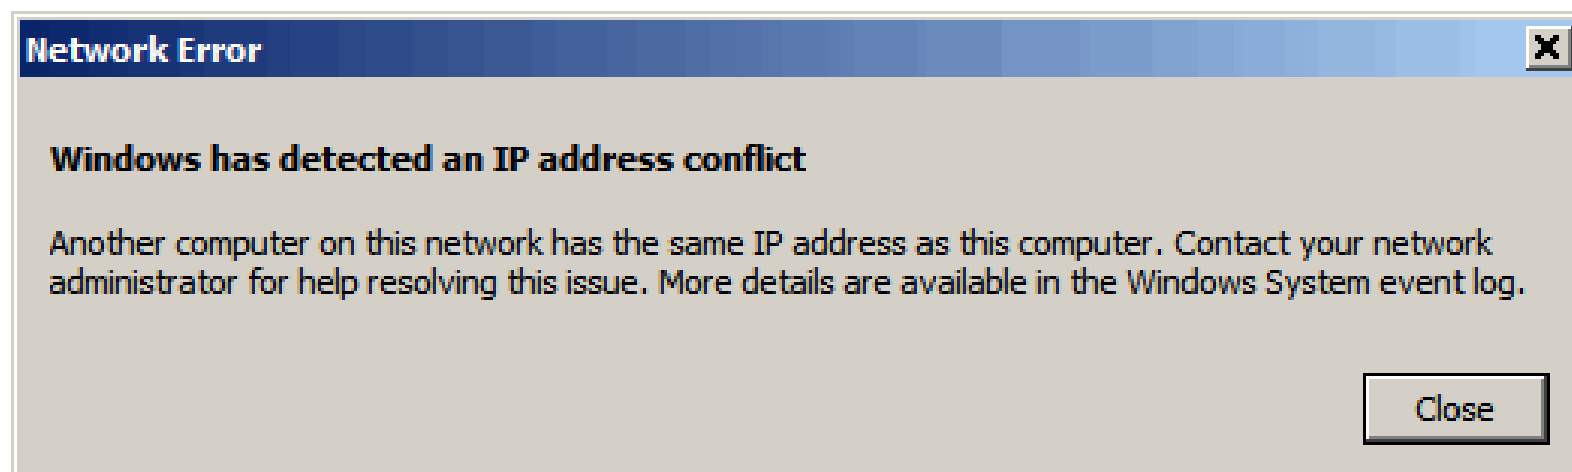 Network Error
Windows has detected an IP address conflict
Another computer on this network has the same IP address as this computer. Contact your network
administrator for help resolving this issue. More details are available in the Windows System event log.
Close